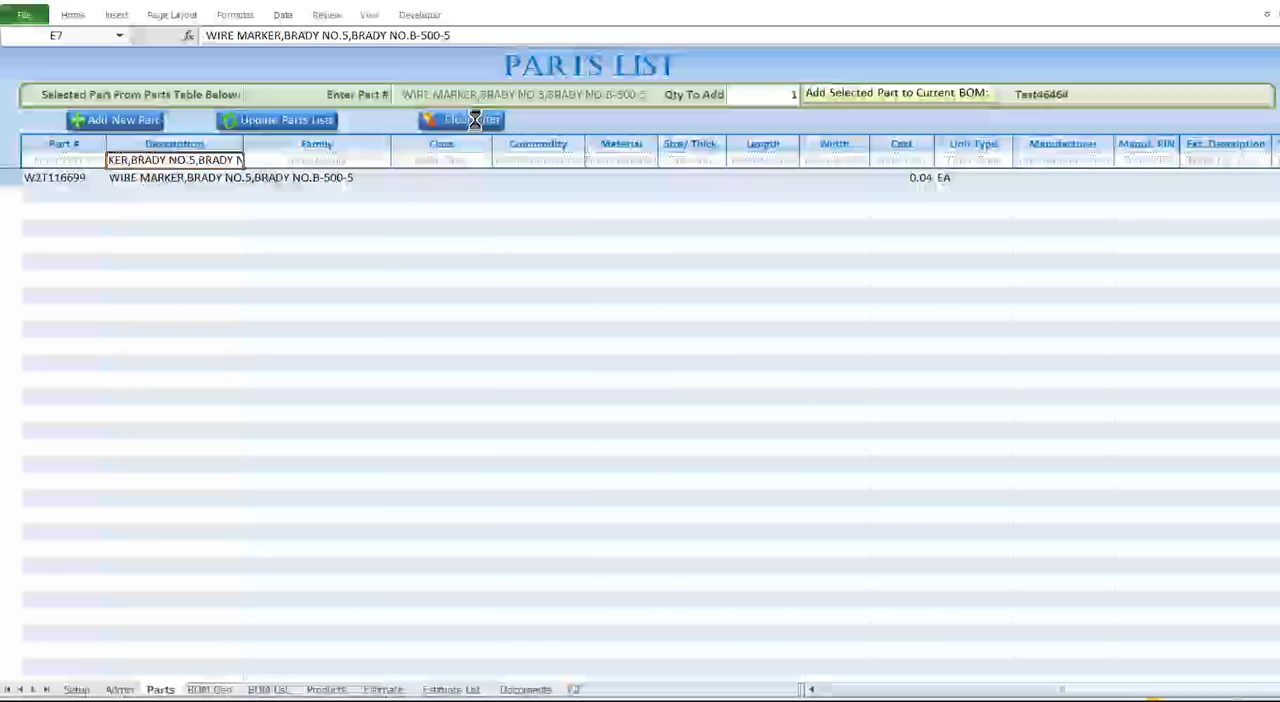 File Home Insert Page Layout Formulas Data Review View Developer
E7 fx WIRE MARKER,BRADY NO.5,BRADY NO.B-500-5
PARTS LIST
Selected Part From Parts Table Below: Enter Part # WIRE MARKER,BRADY NO.5,BRADY NO.B-500-5 Qty To Add 1 Add Selected Part to Current BOM: Test46464
Add New Part Update Parts Lists
Part # Description Family Class Commodity Material Size/ Thick Length Width Cost Unit Type Manufacturer Manuf. P/N Ext. Description
KER,BRADY NO.5,BRADY N
W2T116699 WIRE MARKER,BRADY NO.5,BRADY NO.B-500-5 0.04 EA
Setup Admin Parts BOM Gen BOM List Products Estimate Estimate List Documents